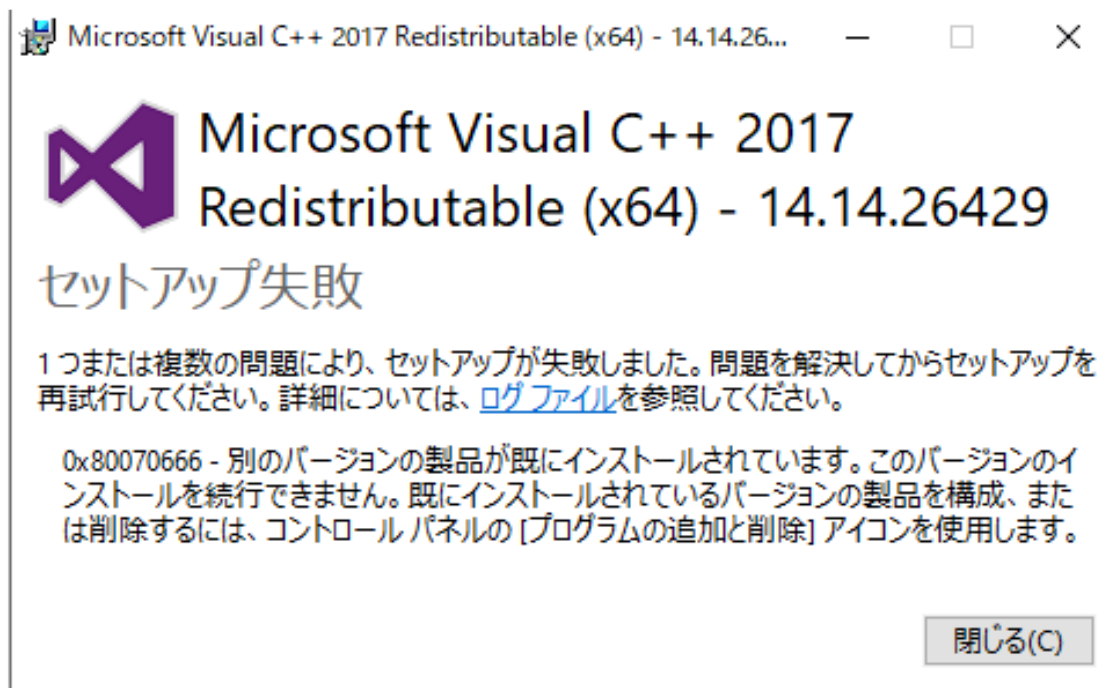 Microsoft Visual C++ 2017 Redistributable (x64) - 14.14.26...
Microsoft Visual C++ 2017
Redistributable (x64) - 14.14.26429
セットアップ失敗
1 つまたは複数の問題により、セットアップが失敗しました。問題を解決してからセットアップを
再試行してください。詳細については、ログ ファイルを参照してください。
0x80070666 - 別のバージョンの製品が既にインストールされています。このバージョンのイ
ンストールを続行できません。既にインストールされているバージョンの製品を構成、また
は削除するには、コントロール パネルの [プログラムの追加と削除] アイコンを使用します。
閉じる(C)